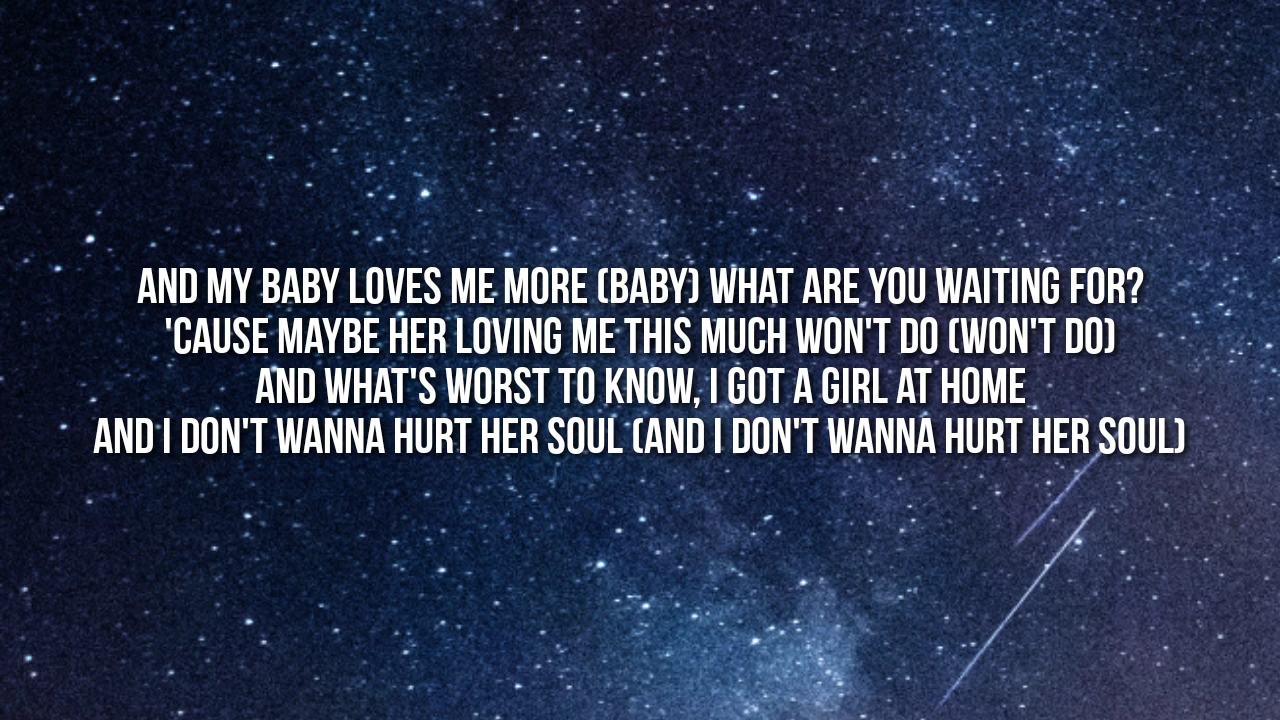 AND MY BABY LOVES ME MORE (BABY) WHAT ARE YOU WAITING FOR?
'CAUSE MAYBE HER LOVING ME THIS MUCH WON'T DO (WON'T DO)
AND WHAT'S WORST TO KNOW, I GOT A GIRL AT HOME
AND I DON'T WANNA HURT HER SOUL (AND I DON'T WANNA HURT HER SOUL)